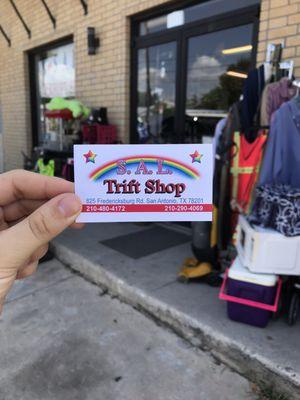 S. A. L.
Trift Shop
825 Fredericksburg Rd. San Antonio, TX 78201
210-480-4172 210-290-4069